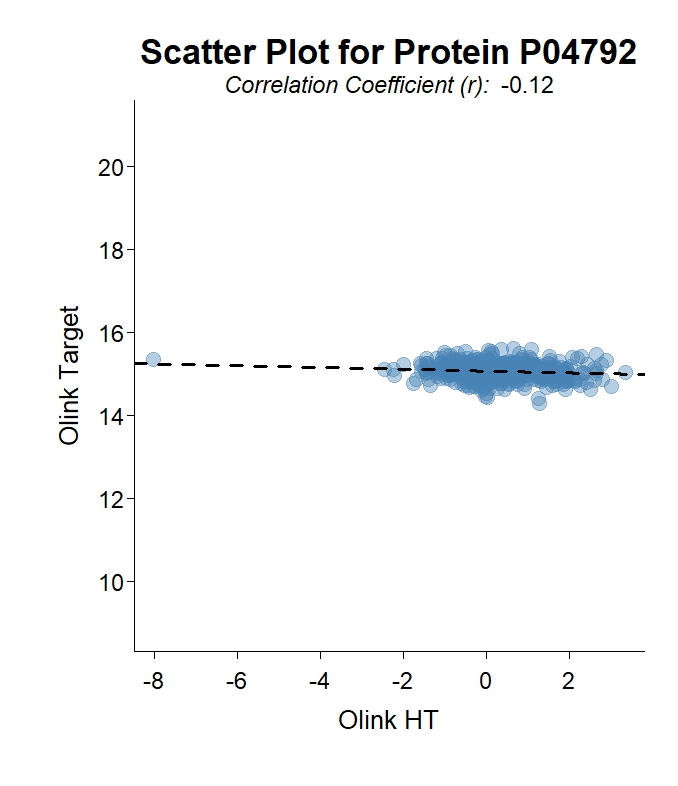 Scatter Plot for Protein P04792
Correlation Coefficient (r): -0.12
20
18
16
14
12
10
Olink Target
-8 -6 -4 -2 0 2
Olink HT